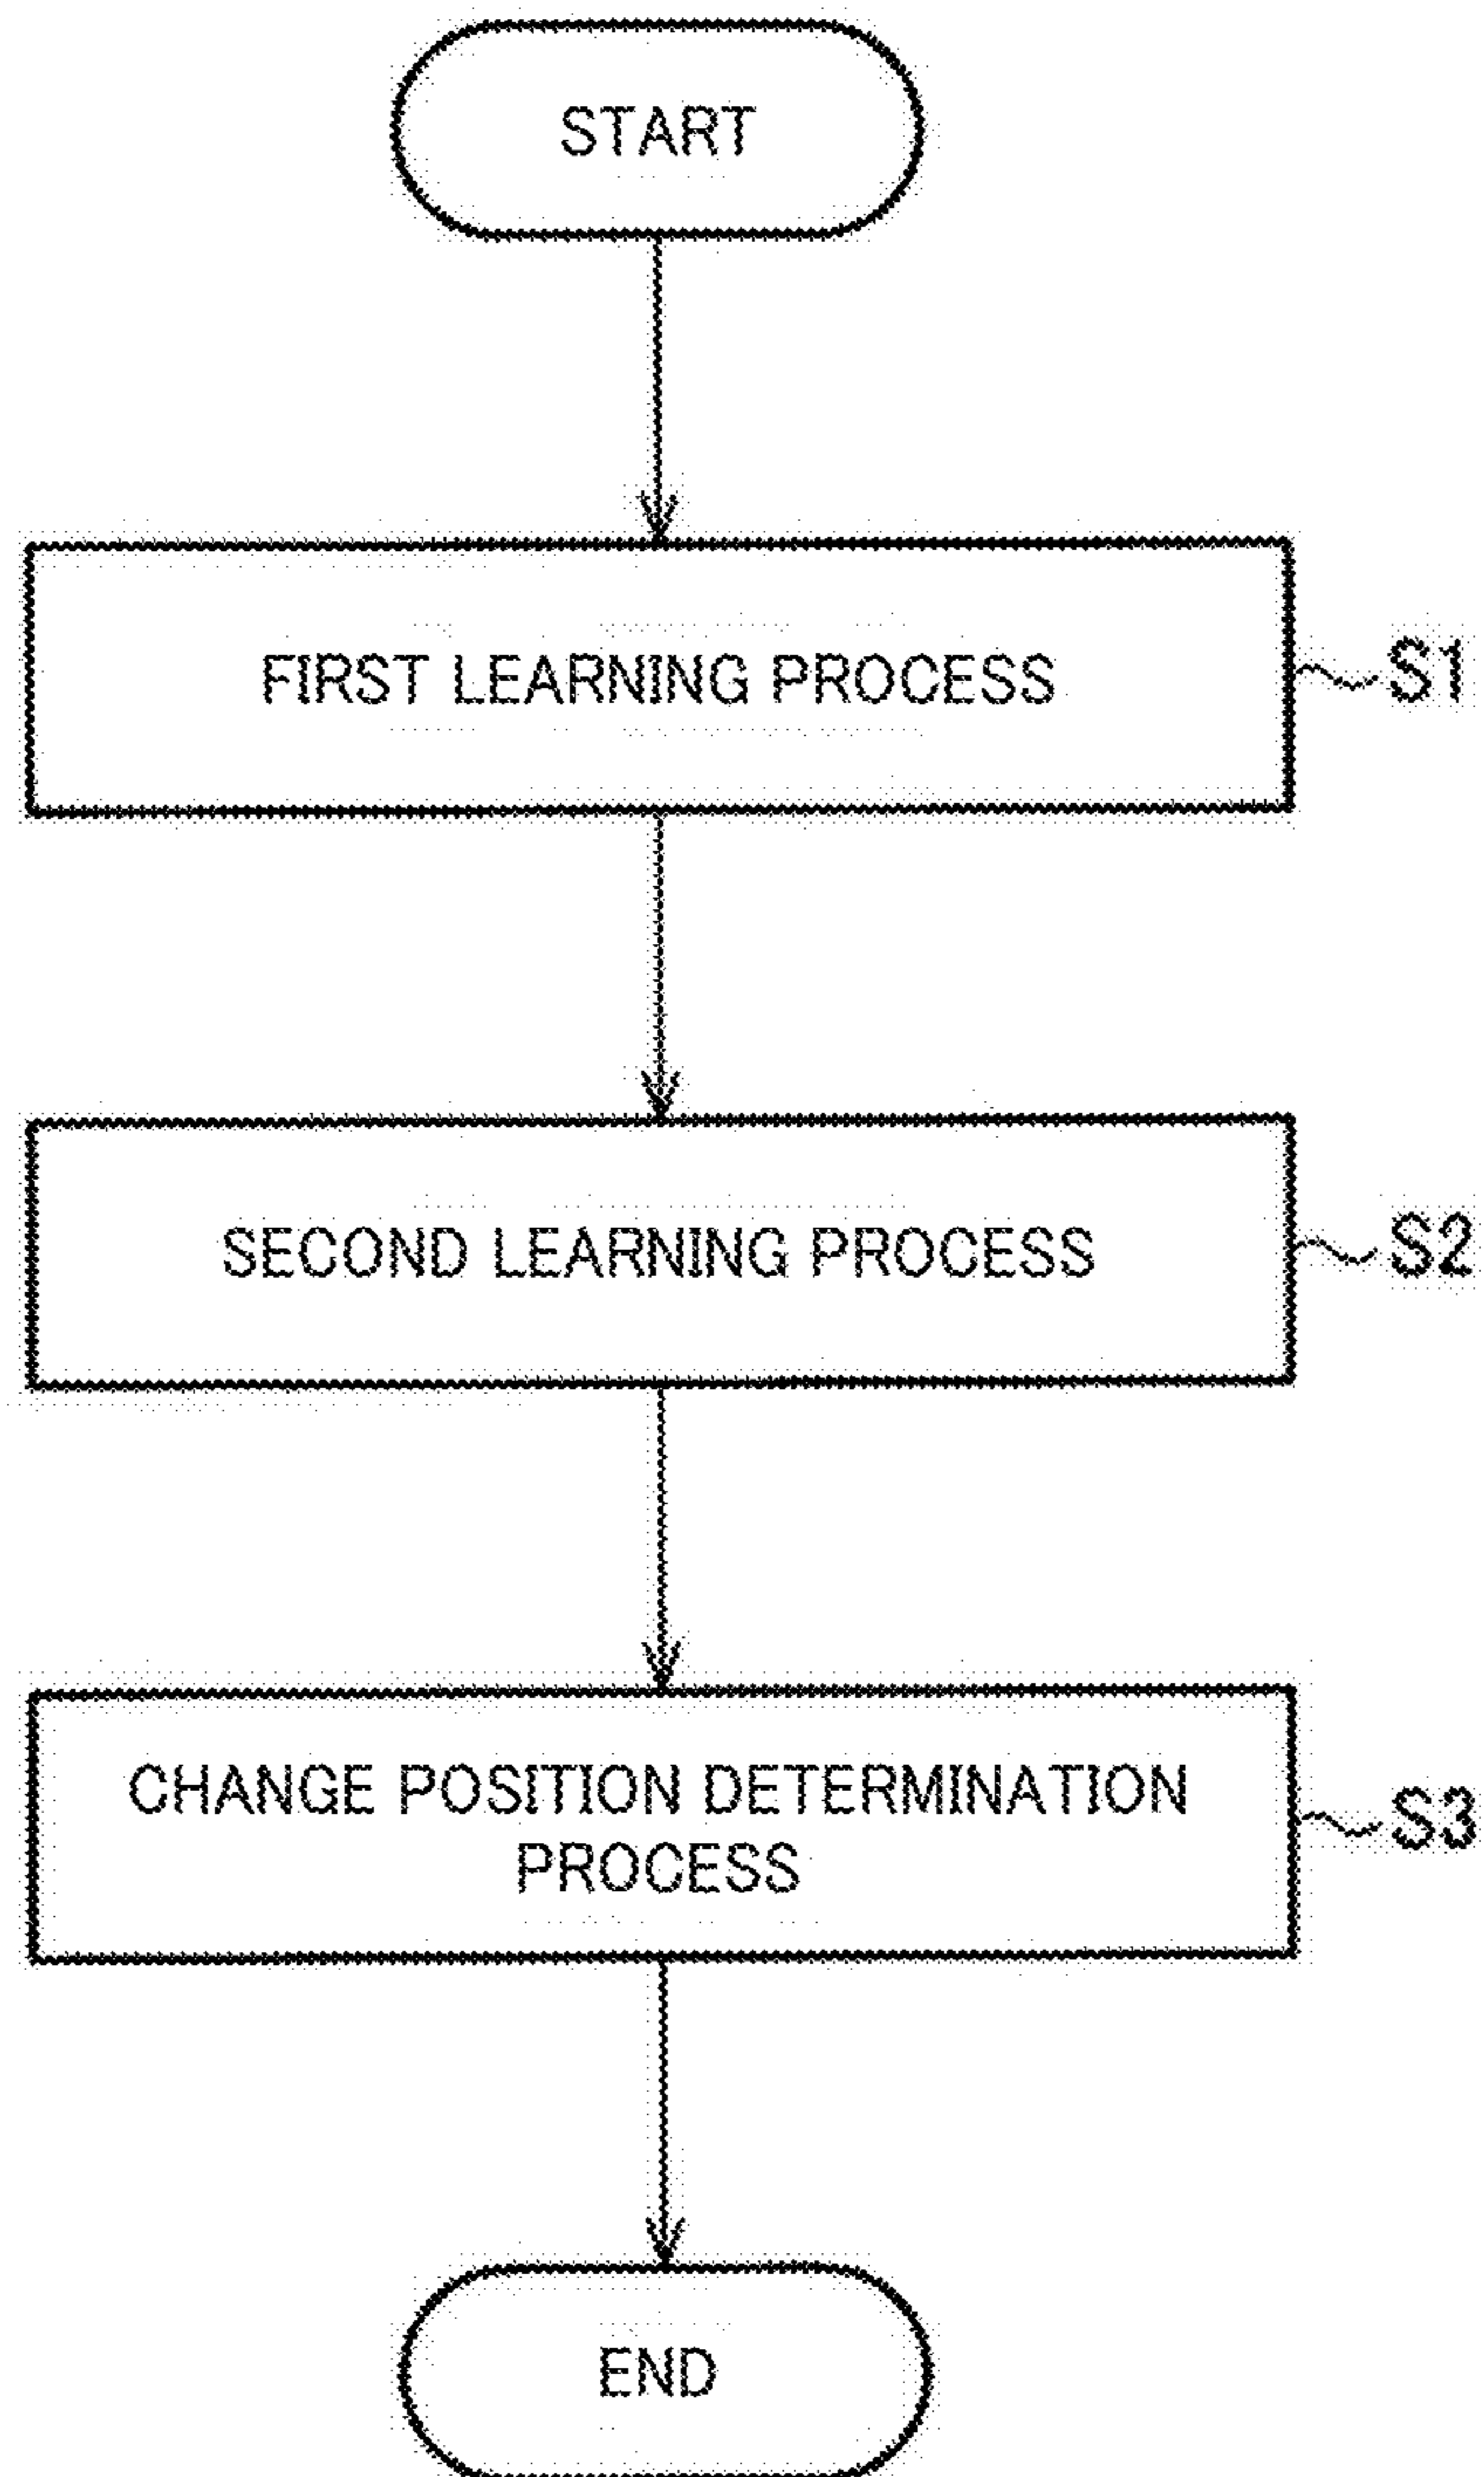 START
FIRST LEARNING PROCESS
S1
SECOND LEARNING PROCESS
S2
CHANGE POSITION DETERMINATION
PROCESS
S3
END